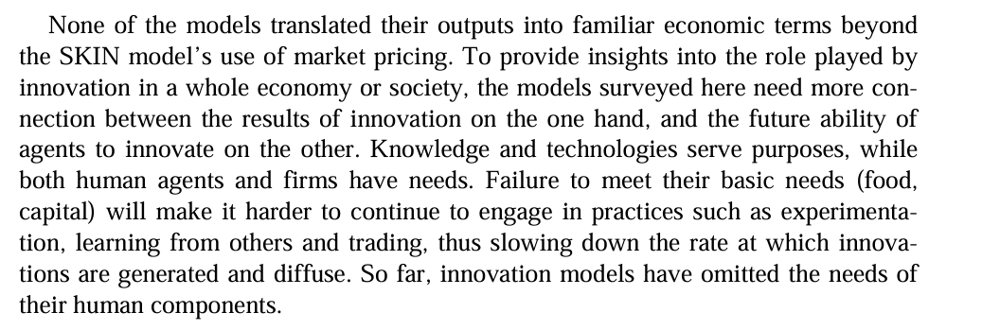 None of the models translated their outputs into familiar economic terms beyond
the SKIN model's use of market pricing. To provide insights into the role played by
innovation in a whole economy or society, the models surveyed here need more con-
nection between the results of innovation on the one hand, and the future ability of
agents to innovate on the other. Knowledge and technologies serve purposes, while
both human agents and firms have needs. Failure to meet their basic needs (food,
capital) will make it harder to continue to engage in practices such as experimenta-
tion, learning from others and trading, thus slowing down the rate at which innova-
tions are generated and diffuse. So far, innovation models have omitted the needs of
their human components.